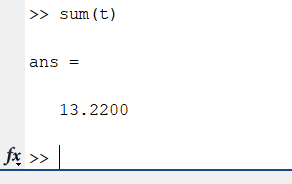 >> sum(t)
ans =
13.2200
fx >>